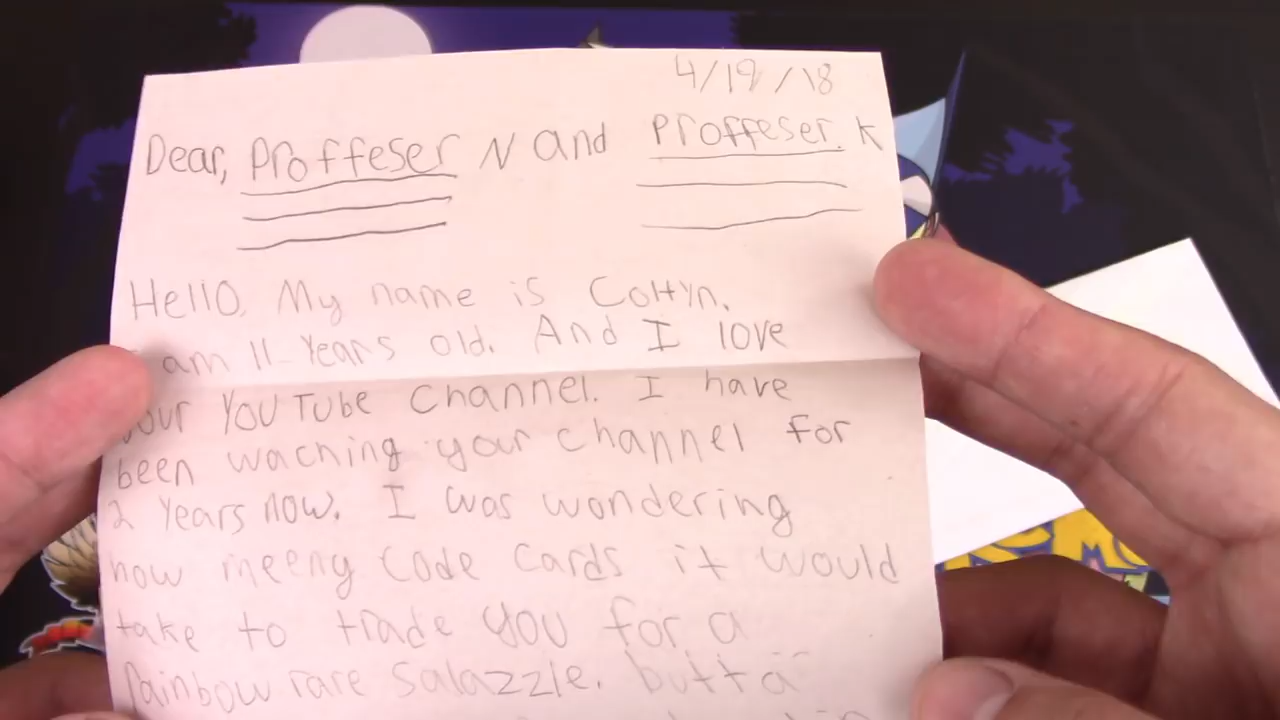 4/19/18
Dear, Proffeser N and Proffeser. K
Hello, My name is Coltyn.
am 11 Years old. And I love
your YouTube Channel. I have
been waching your channel for
2 Years now. I was wondering
how meeny Code Cards it would
take to trade you for a
Rainbow rare Salazzle.